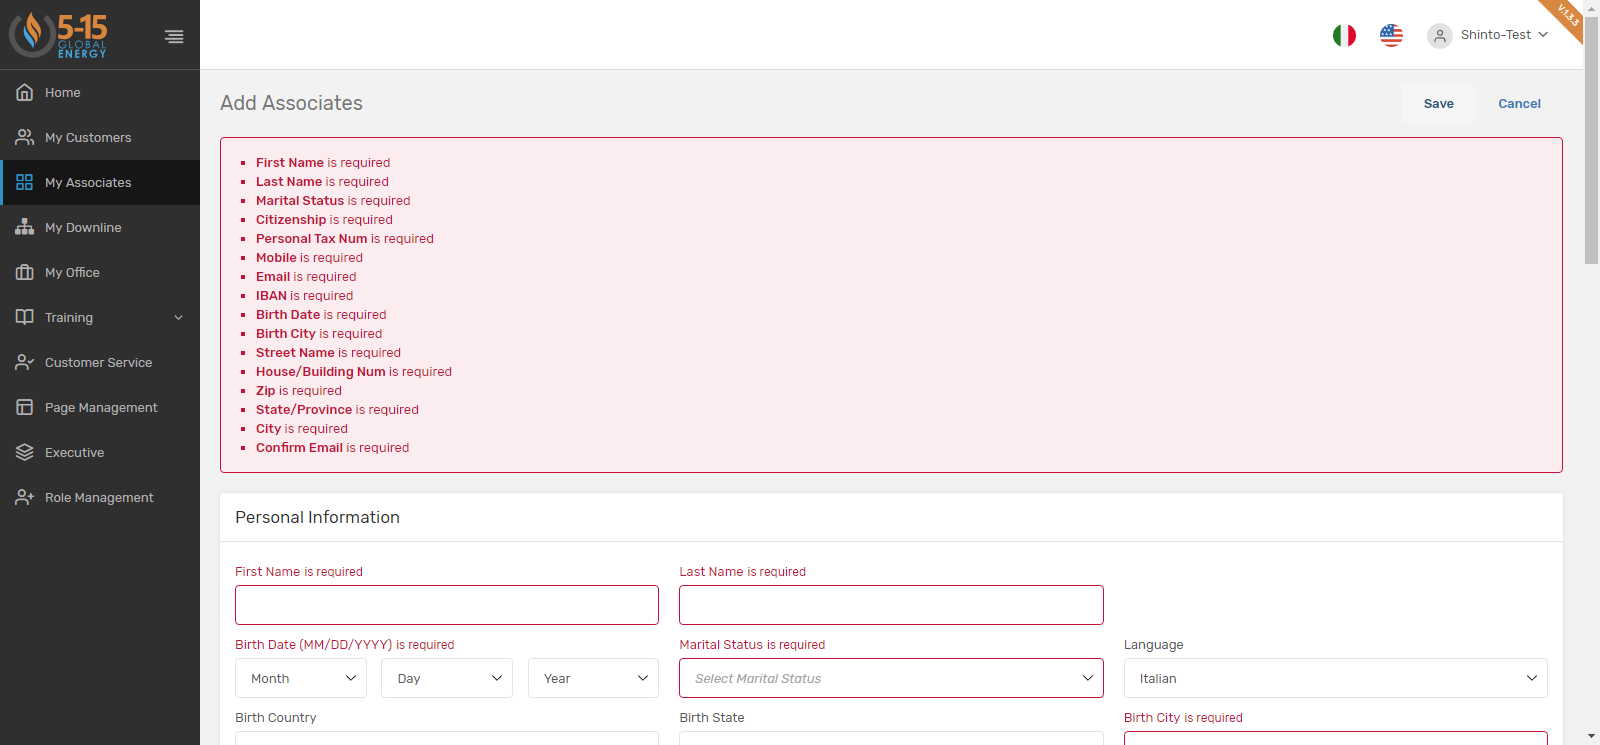 5-15
GLOBAL
ENERGY
Shinto-Test
V.1.3.3
Home
My Customers
My Associates
My Downline
My Office
Training
Customer Service
Page Management
Executive
Role Management
Add Associates
Save
Cancel
First Name is required
Last Name is required
Marital Status is required
Citizenship is required
Personal Tax Num is required
Mobile is required
Email is required
IBAN is required
Birth Date is required
Birth City is required
Street Name is required
House/Building Num is required
Zip is required
State/Province is required
City is required
Confirm Email is required
Personal Information
First Name is required
Last Name is required
Birth Date (MM/DD/YYYY) is required
Marital Status is required
Language
Month
Day
Year
Select Marital Status
Italian
Birth Country
Birth State
Birth City is required